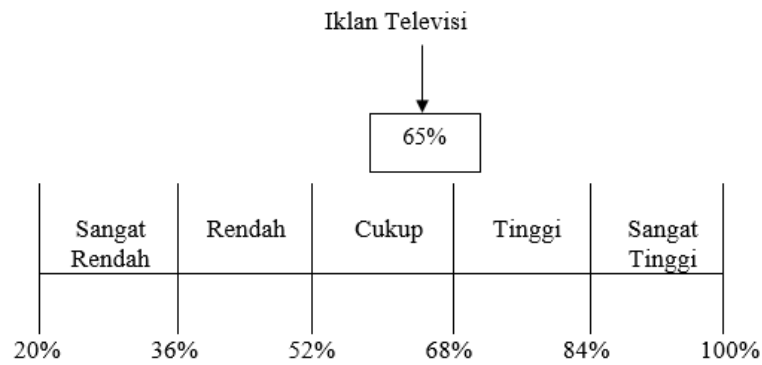 Iklan Televisi
65%
Sangat Rendah Cukup Tinggi Sangat
Rendah Tinggi
20% 36% 52% 68% 84% 100%